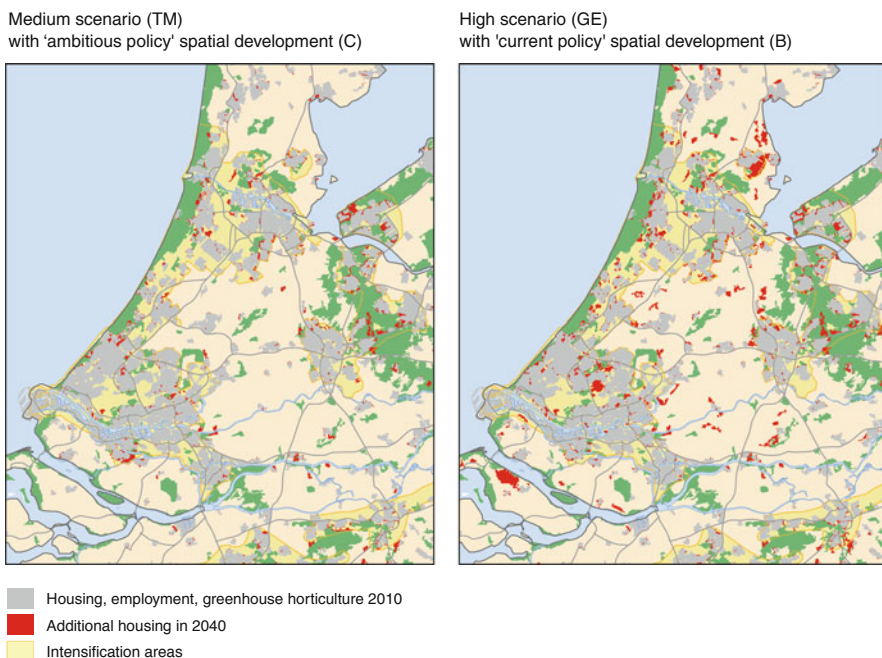 Medium scenario (TM)
with ‘ambitious policy' spatial development (C)
High scenario (GE)
with 'current policy' spatial development (B)
Housing, employment, greenhouse horticulture 2010
Additional housing in 2040
Intensification areas